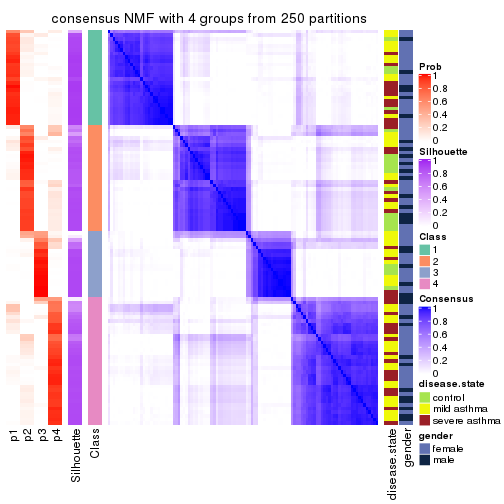 consensus NMF with 4 groups from 250 partitions
Prob
1
0.8
0.6
0.4
0.2
0
Silhouette
1
0.8
0.6
0.4
0.2
0
Class
1
2
3
4
Consensus
1
0.8
0.6
0.4
0.2
0
disease.state
control
mild asthma
severe asthma
gender
female
male
p1
p2
p3
p4
Silhouette
Class
disease.state
gender